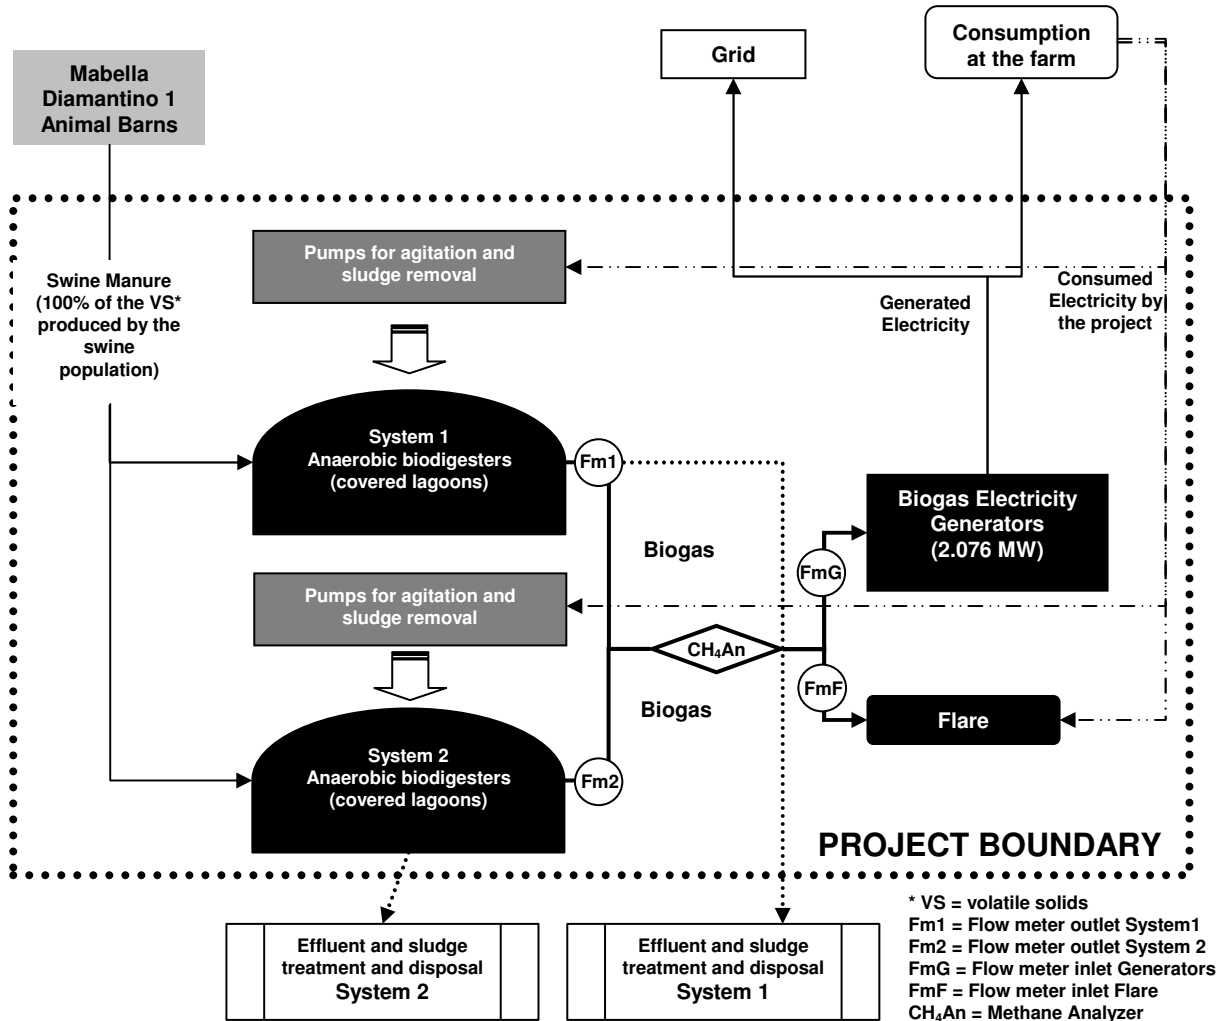 Mabella
Diamantino 1
Animal Barns
Grid
Consumption
at the farm
Swine Manure
(100% of the VS*
produced by the
swine
population)
Pumps for agitation and
sludge removal
Generated
Electricity
Consumed
Electricity by
the project
System 1
Anaerobic biodigesters
(covered lagoons)
Fm1
Biogas
Biogas Electricity
Generators
(2.076 MW)
FmG
Pumps for agitation and
sludge removal
CH₄An
FmF
Biogas
Flare
System 2
Anaerobic biodigesters
(covered lagoons)
Fm2
PROJECT BOUNDARY
Effluent and sludge
treatment and disposal
System 2
Effluent and sludge
treatment and disposal
System 1
* VS = volatile solids
Fm1 = Flow meter outlet System1
Fm2 = Flow meter outlet System 2
FmG = Flow meter inlet Generators
FmF = Flow meter inlet Flare
CH₄An = Methane Analyzer